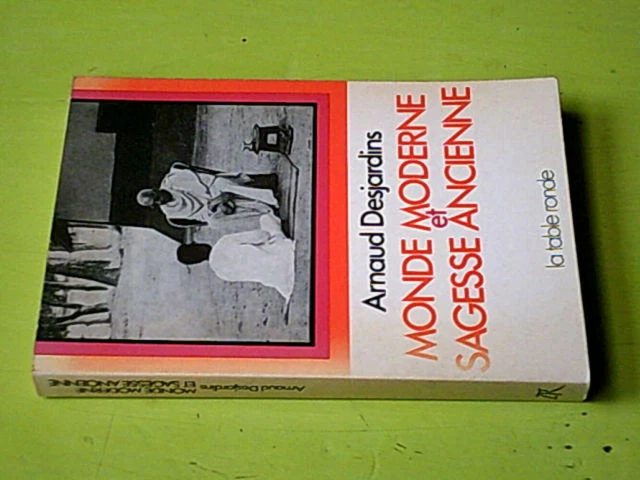 Arnaud Desjardins
MONDE MODERNE
et
SAGESSE ANCIENNE
la table ronde
Arnaud Desjardins
MONDE MODERNE
ET SAGESSE ANCIENNE